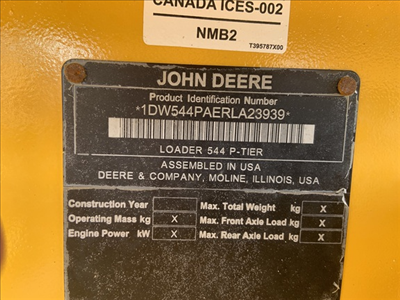 CANADA ICES-002
NMB2
T395787X00
JOHN DEERE
Product Identification Number
*1DW544PAERLA23939*
LOADER 544 P-TIER
ASSEMBLED IN USA
DEERE & COMPANY, MOLINE, ILLINOIS, USA
Construction Year Max. Total Weight kg X
Operating Mass kg X Max. Front Axle Load kg X
Engine Power kW X Max. Rear Axle Load kg X